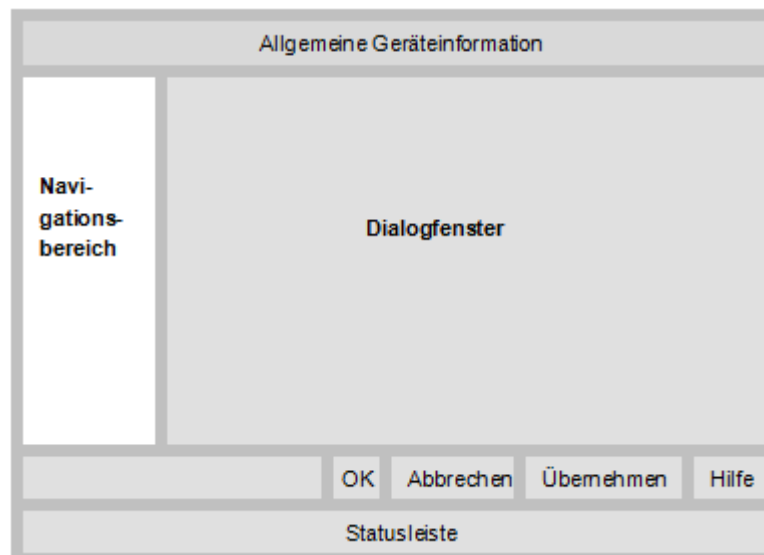 Allgemeine Geräteinformation
Navi-
gations-
bereich
Dialogfenster
OK
Abbrechen
Übernehmen
Hilfe
Statusleiste